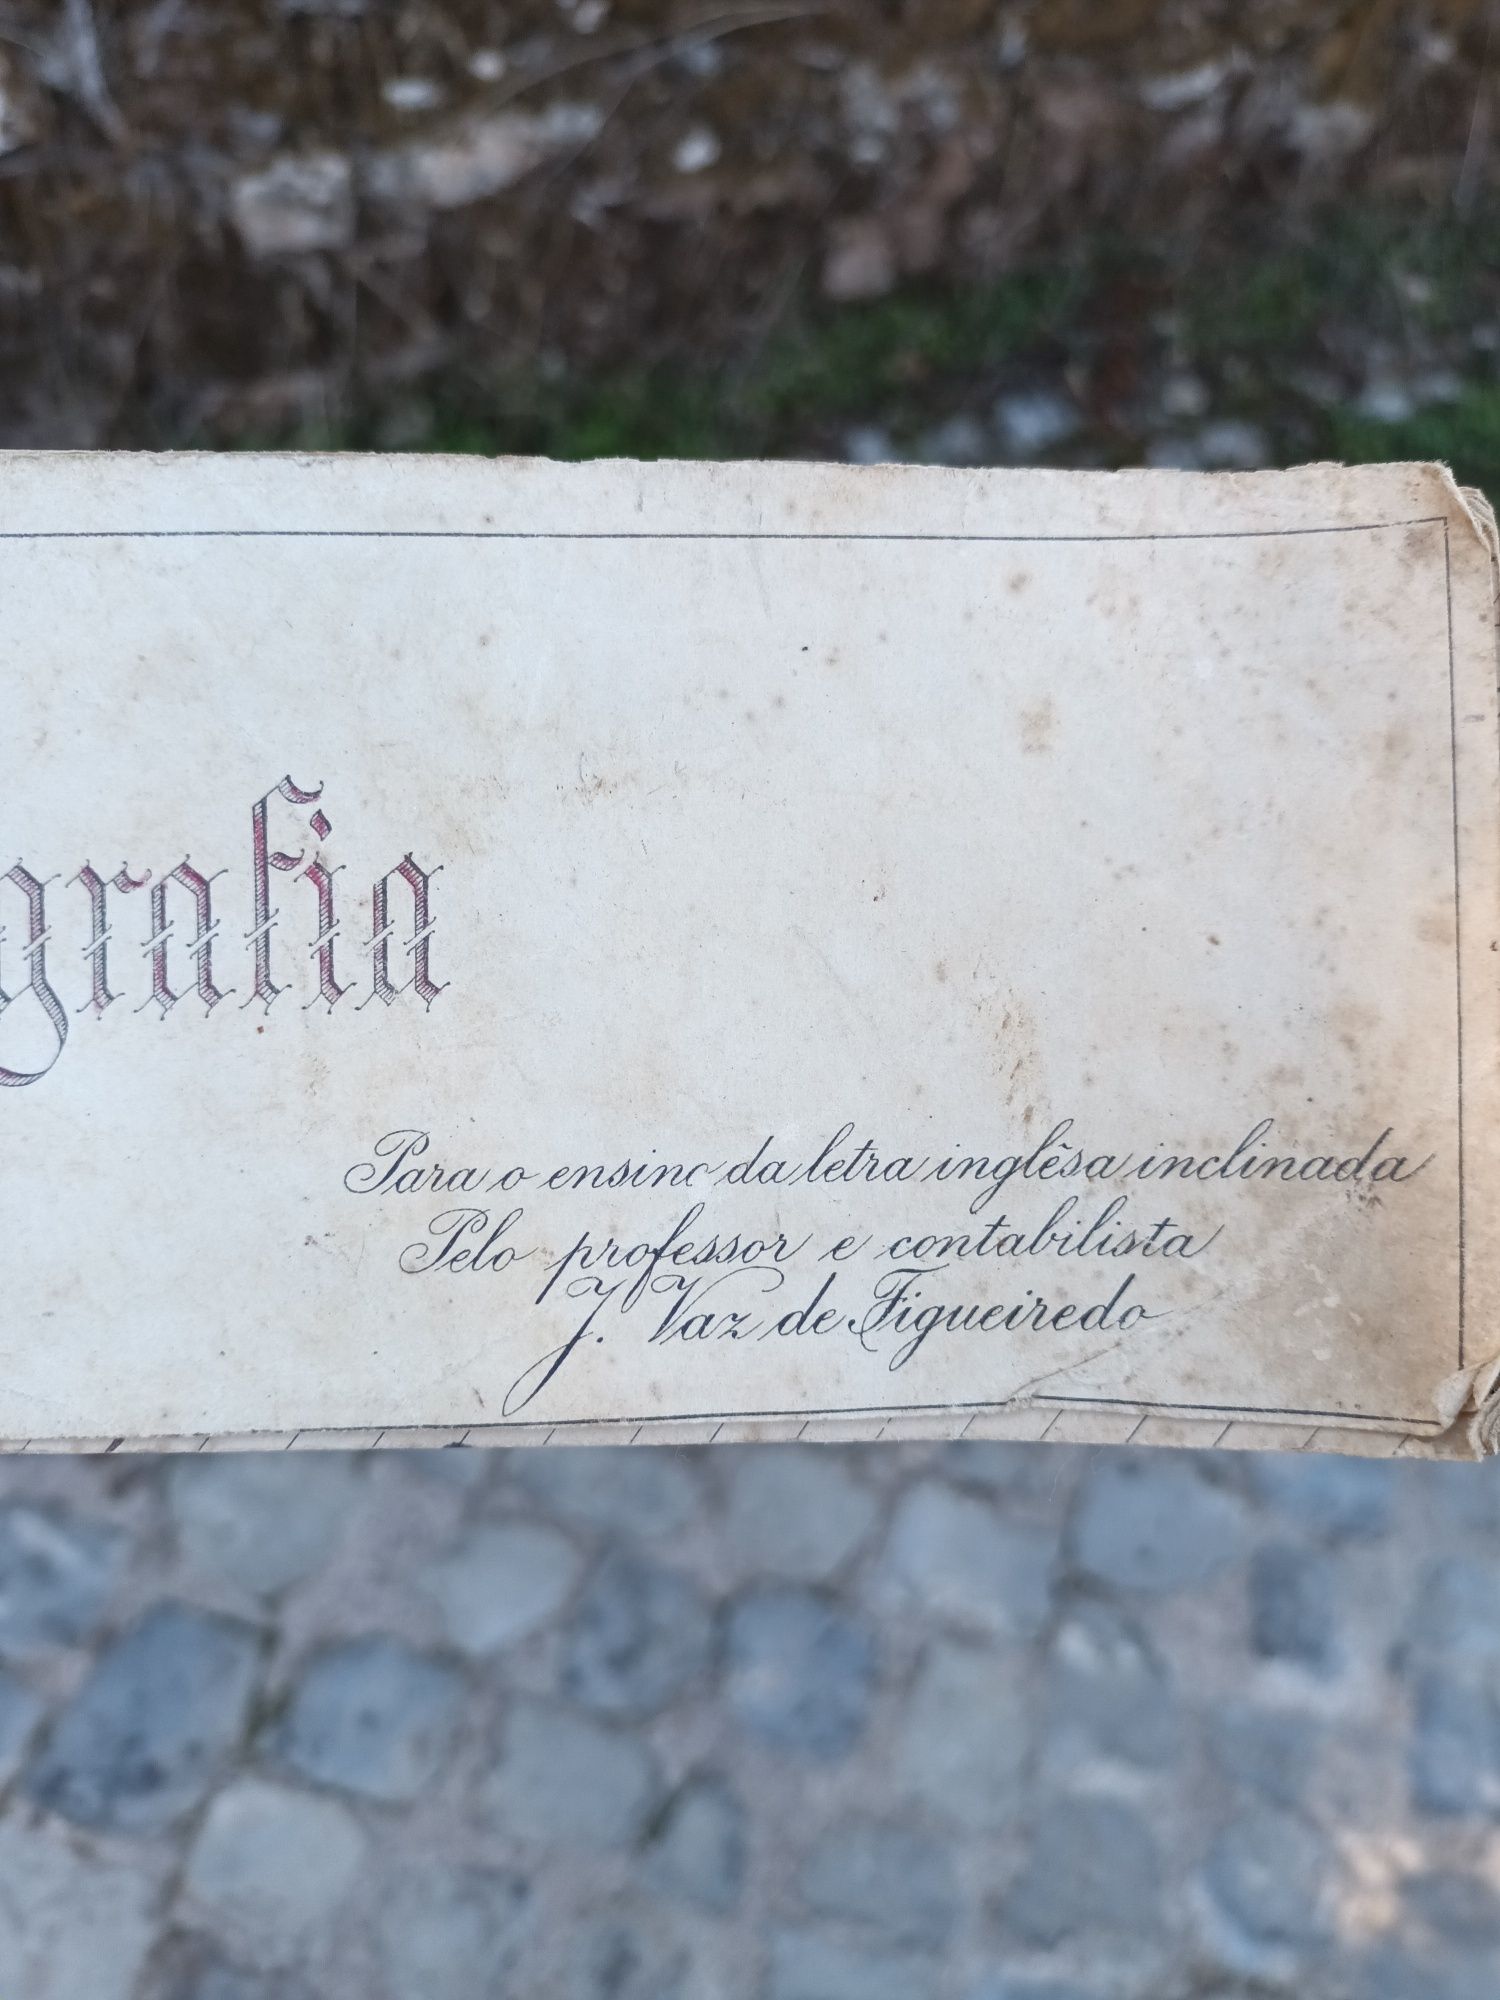 grafia
Para o ensino da letra inglêsa inclinada
Pelo professor e contabilista
J. Vaz de Figueiredo